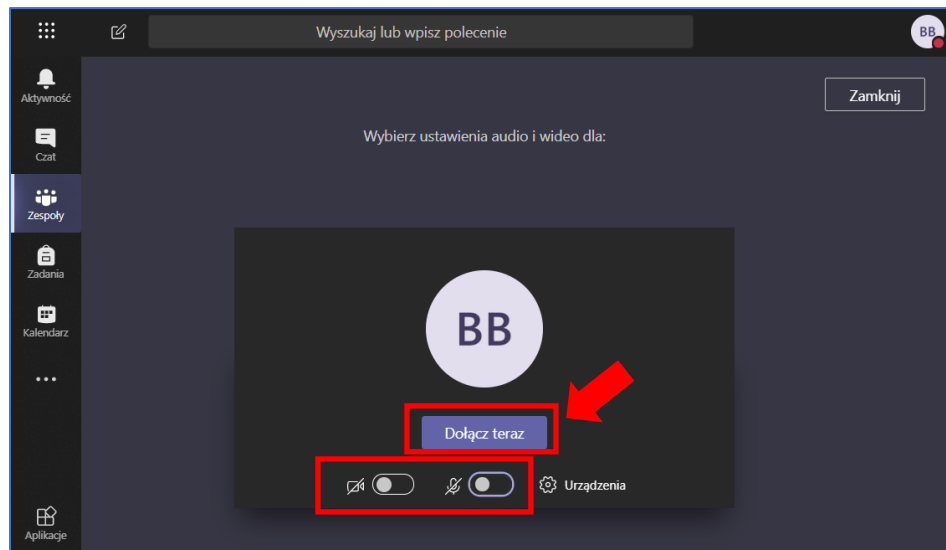 Wyszukaj lub wpisz polecenie
BB
Aktywność
Czat
Zespoły
Zadania
Kalendarz
Aplikacje
Zamknij
Wybierz ustawienia audio i wideo dla:
BB
Dołącz teraz
Urządzenia